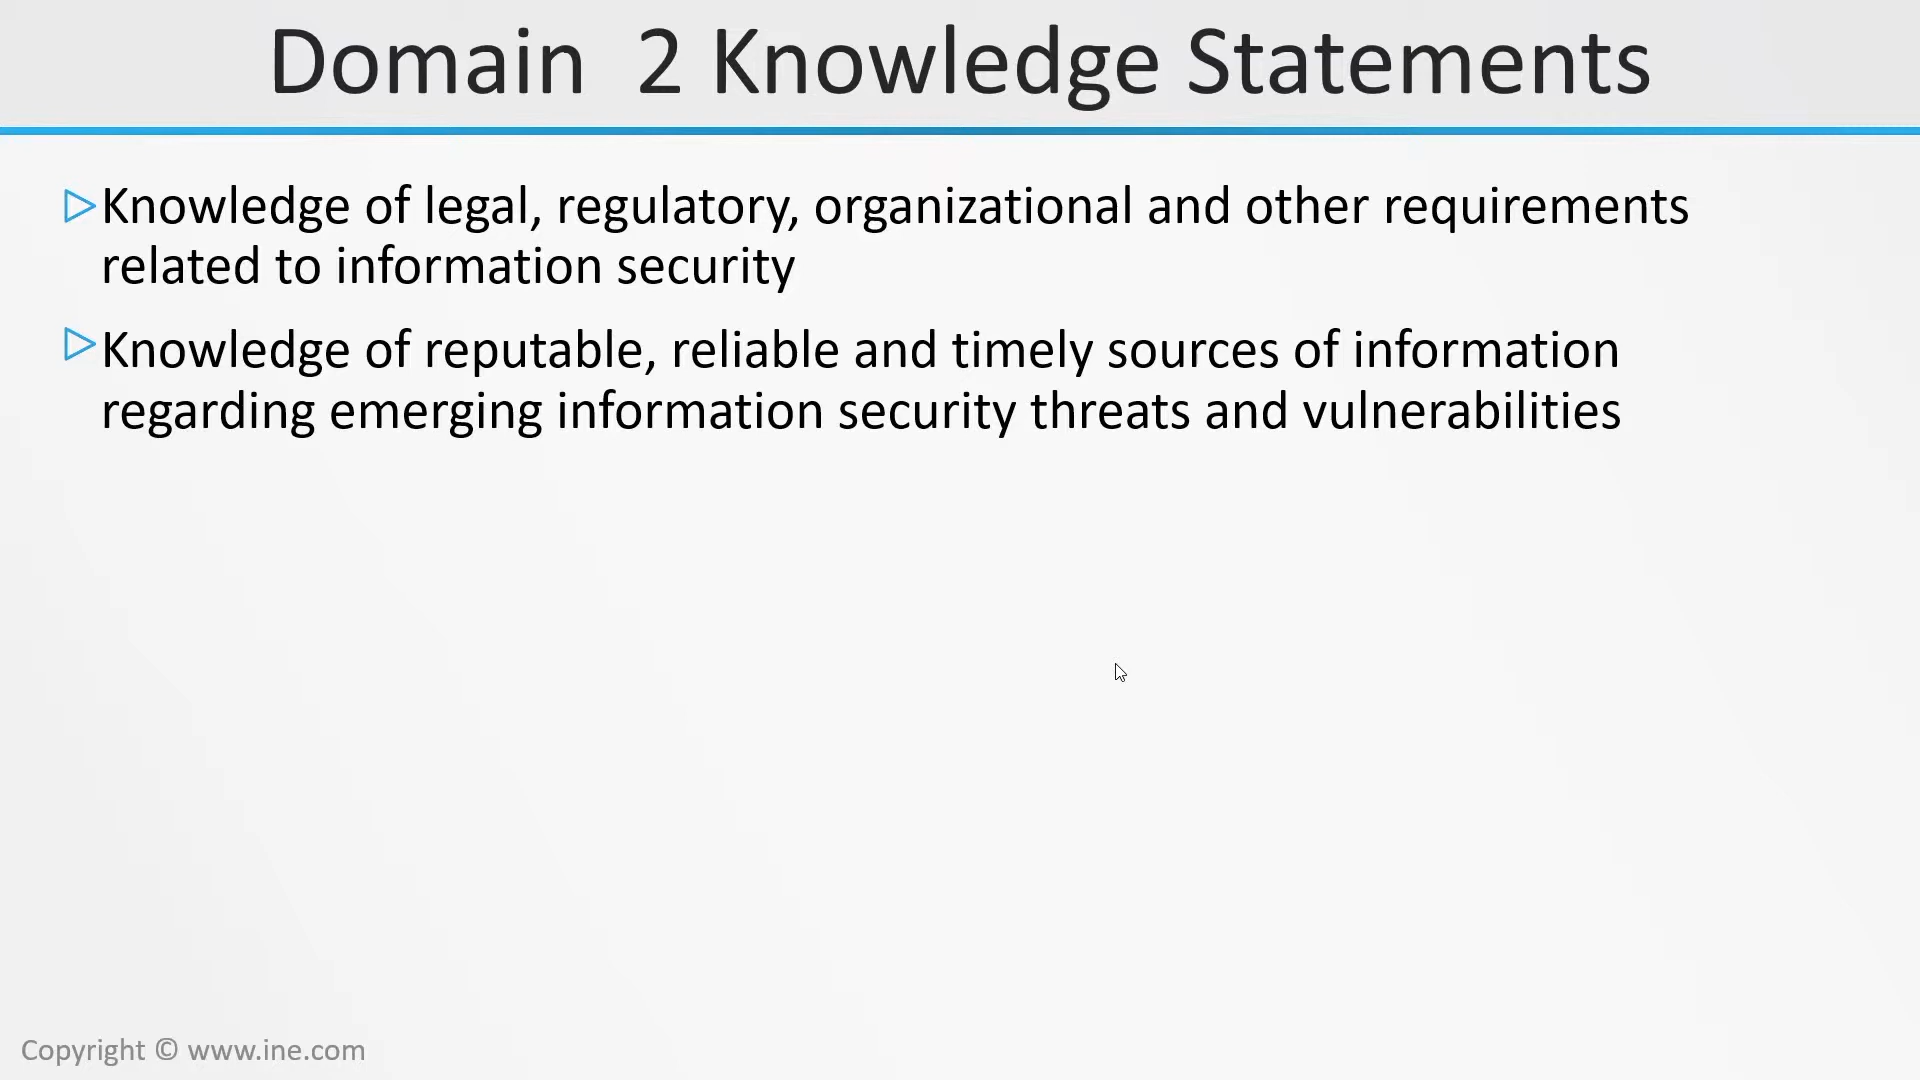 Domain  2 Knowledge Statements
Knowledge of legal, regulatory, organizational and other requirements
related to information security
Knowledge of reputable, reliable and timely sources of information
regarding emerging information security threats and vulnerabilities
Copyright © www.ine.com